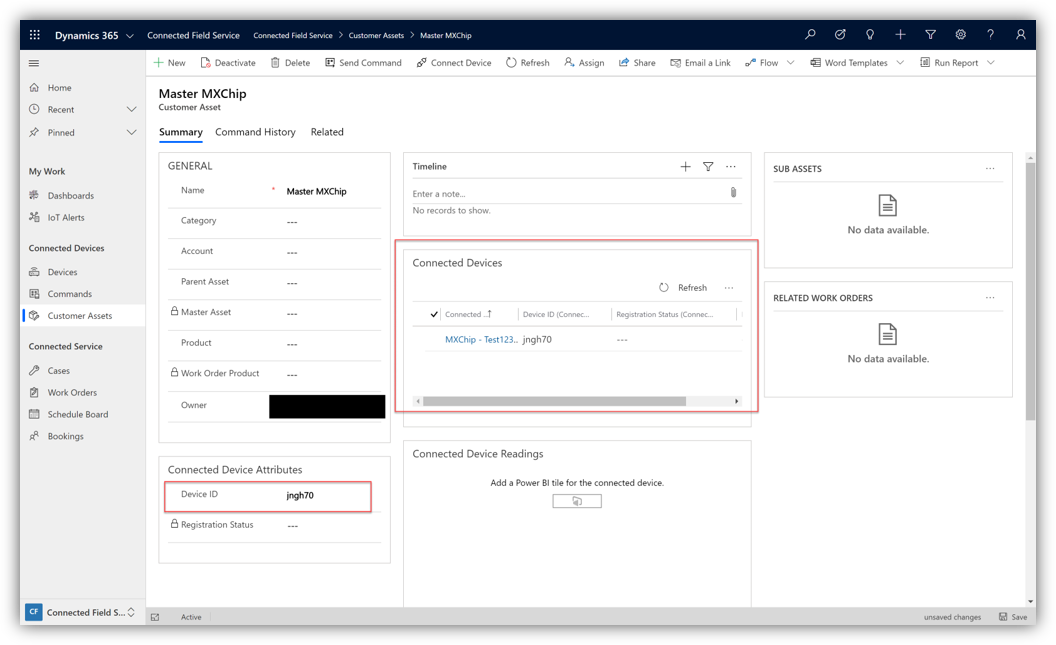 Dynamics 365
Connected Field Service
Connected Field Service > Customer Assets > Master MXChip
New
Deactivate
Delete
Send Command
Connect Device
Refresh
Assign
Share
Email a Link
Flow
Word Templates
Run Report
Home
Recent
Pinned
My Work
Dashboards
IoT Alerts
Connected Devices
Devices
Commands
Customer Assets
Connected Service
Cases
Work Orders
Schedule Board
Bookings
CF Connected Field S...
Master MXChip
Customer Asset
Summary
Command History
Related
GENERAL
Name * Master MXChip
Category ---
Account ---
Parent Asset ---
Master Asset ---
Product ---
Work Order Product ---
Owner
Connected Device Attributes
Device ID jngh70
Registration Status ---
Timeline
Enter a note...
No records to show.
Connected Devices
Refresh
Connected ...↑ Device ID (Connec... Registration Status (Connec...
MXChip - Test123... jngh70 ---
Connected Device Readings
Add a Power BI tile for the connected device.
SUB ASSETS
No data available.
RELATED WORK ORDERS
No data available.
Active
unsaved changes
Save